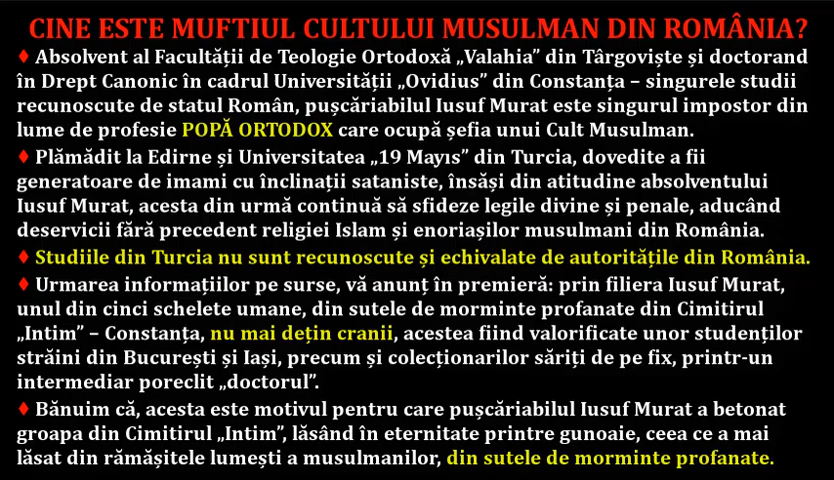 CINE ESTE MUFTIUL CULTULUI MUSULMAN DIN ROMÂNIA?
♦ Absolvent al Facultății de Teologie Ortodoxă „Valahia” din Târgoviște și doctorand
în Drept Canonic în cadrul Universității „Ovidius” din Constanța – singurele studii
recunoscute de statul Român, pușcăriabilul Iusuf Murat este singurul impostor din
lume de profesie POPĂ ORTODOX care ocupă șefia unui Cult Musulman.
♦ Plămădit la Edirne și Universitatea „19 Mayıs” din Turcia, dovedite a fii
generatoare de imami cu înclinații sataniste, însăși din atitudine absolventului
Iusuf Murat, acesta din urmă continuă să sfideze legile divine și penale, aducând
deservicii fără precedent religiei Islam și enoriașilor musulmani din România.
♦ Studiile din Turcia nu sunt recunoscute și echivalate de autoritățile din România.
♦ Urmarea informațiilor pe surse, vă anunț în premieră: prin filiera Iusuf Murat,
unul din cinci schelete umane, din sutele de morminte profanate din Cimitirul
„Intim” – Constanța, nu mai dețin cranii, acestea fiind valorificate unor studenților
străini din București și Iași, precum și colecționarilor săriți de pe fix, printr-un
intermediar poreclit „doctorul”.
♦ Bănuim că, acesta este motivul pentru care pușcăriabilul Iusuf Murat a betonat
groapa din Cimitirul „Intim”, lăsând în eternitate printre gunoaie, ceea ce a mai
lăsat din rămășitele lumești a musulmanilor, din sutele de morminte profanate.